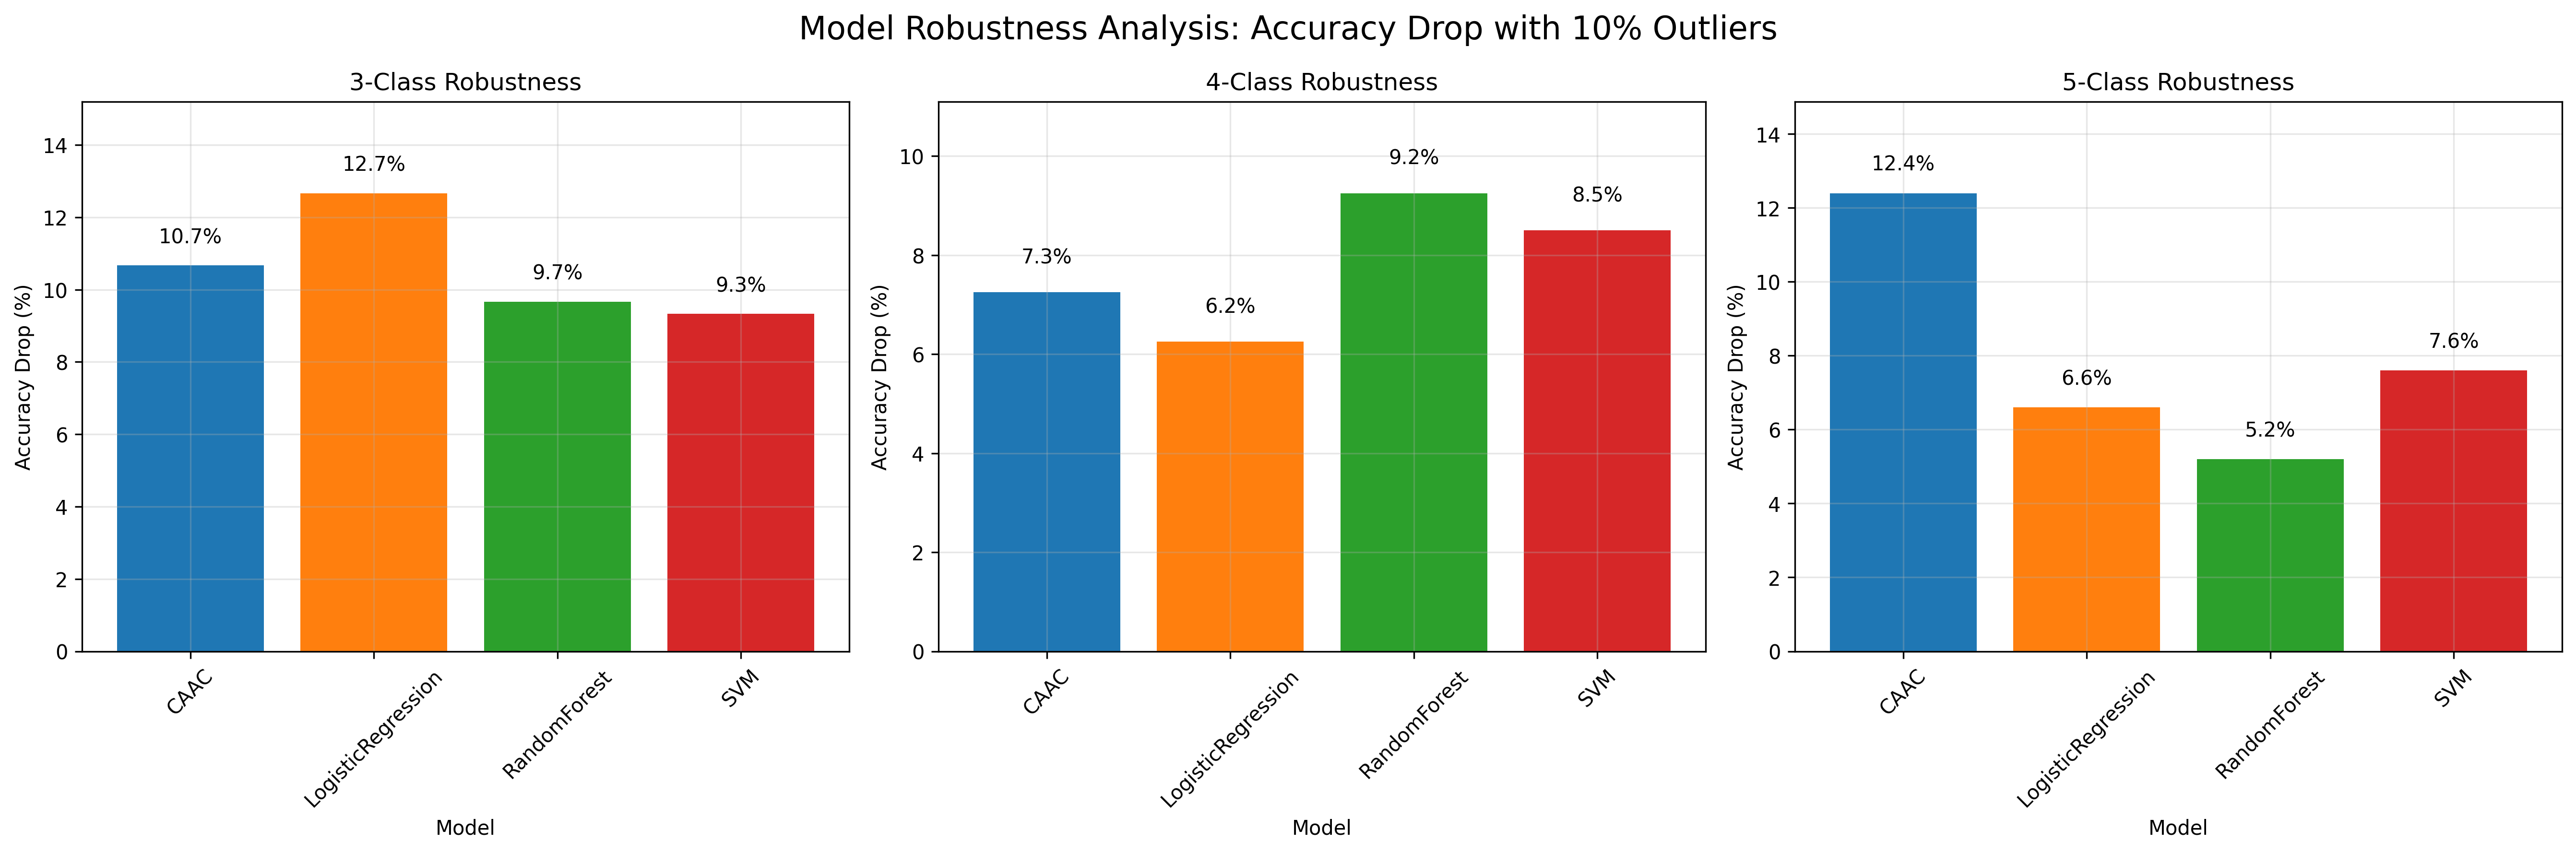 Model Robustness Analysis: Accuracy Drop with 10% Outliers
3-Class Robustness
Accuracy Drop (%)
14
12
10
8
6
4
2
0
10.7%
12.7%
9.7%
9.3%
CAAC
LogisticRegression
RandomForest
SVM
Model
4-Class Robustness
Accuracy Drop (%)
10
8
6
4
2
0
7.3%
6.2%
9.2%
8.5%
CAAC
LogisticRegression
RandomForest
SVM
Model
5-Class Robustness
Accuracy Drop (%)
14
12
10
8
6
4
2
0
12.4%
6.6%
5.2%
7.6%
CAAC
LogisticRegression
RandomForest
SVM
Model